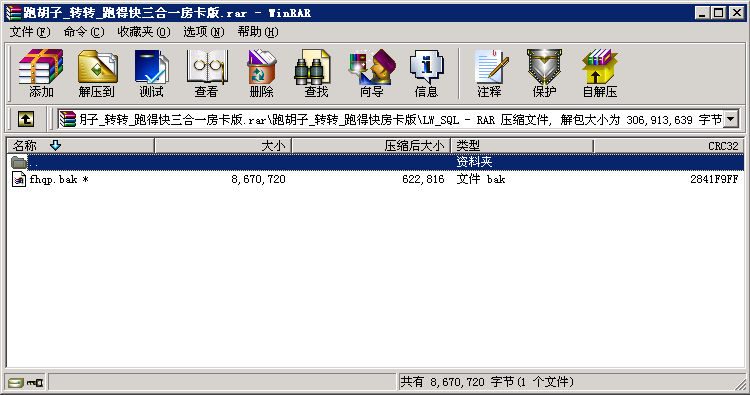 跑胡子_转转_跑得快三合一房卡版.rar - WinRAR
文件(F) 命令(C) 收藏夹(O) 选项(N) 帮助(H)
添加 解压到 测试 查看 删除 查找 向导 信息 注释 保护 自解压
子_转转_跑得快三合一房卡版.rar\跑胡子_转转_跑得快房卡版\LW_SQL - RAR 压缩文件, 解包大小为 306,913,639 字节
名称 大小 压缩后大小 类型 CRC32
.. 资料夹
fhqp.bak * 8,670,720 622,816 文件 bak 2841F9FF
共有 8,670,720 字节(1 个文件)